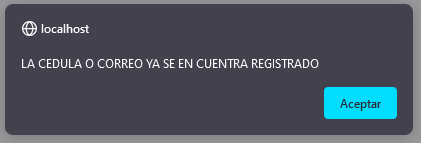 localhost
LA CEDULA O CORREO YA SE EN CUENTRA REGISTRADO
Aceptar